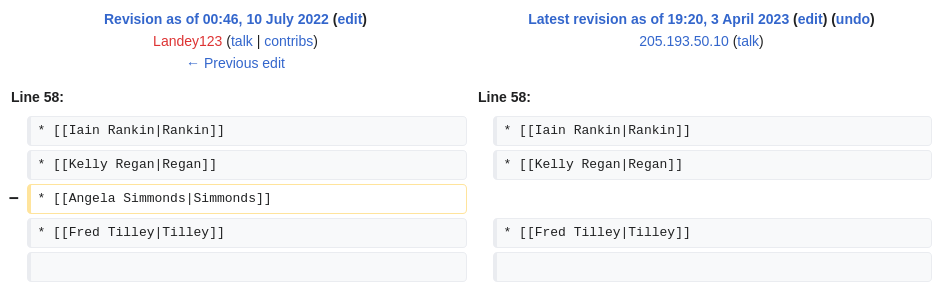 Revision as of 00:46, 10 July 2022 (edit)
Landey123 (talk | contribs)
← Previous edit
Latest revision as of 19:20, 3 April 2023 (edit) (undo)
205.193.50.10 (talk)
Line 58:
Line 58:
* [[Iain Rankin|Rankin]]
* [[Iain Rankin|Rankin]]
* [[Kelly Regan|Regan]]
* [[Kelly Regan|Regan]]
− * [[Angela Simmonds|Simmonds]]
* [[Fred Tilley|Tilley]]
* [[Fred Tilley|Tilley]]